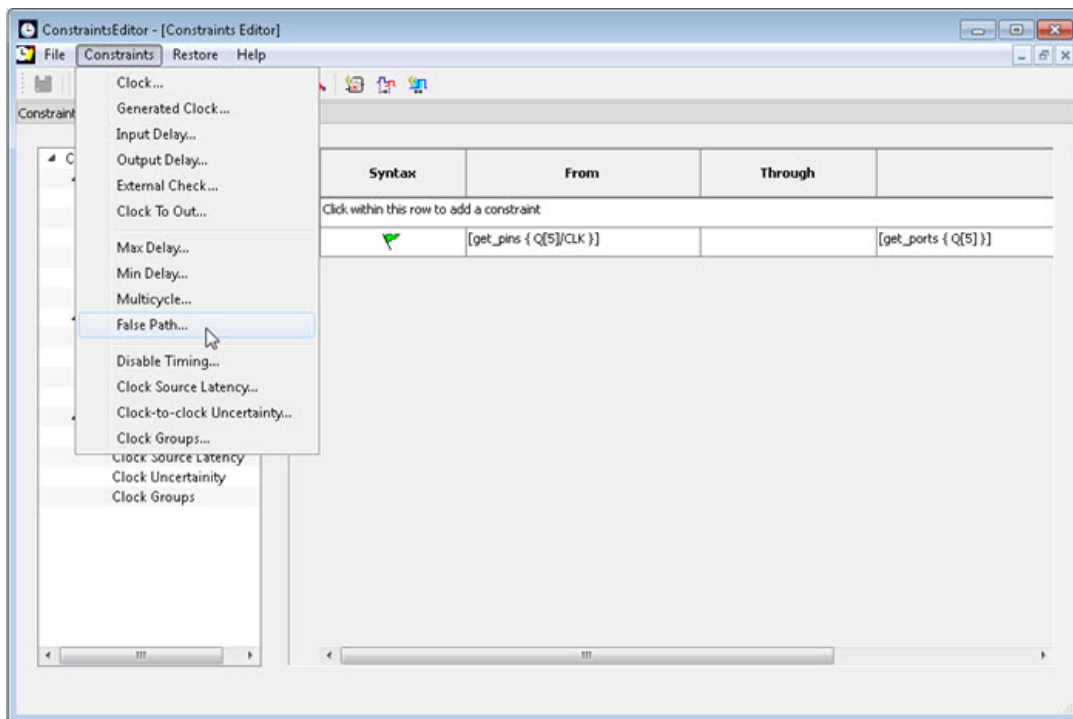 ConstraintsEditor - [Constraints Editor]
File Constraints Restore Help
Constraint
Clock...
Generated Clock...
Input Delay...
Output Delay...
External Check...
Clock To Out...
Max Delay...
Min Delay...
Multicycle...
False Path...
Disable Timing...
Clock Source Latency...
Clock-to-clock Uncertainty...
Clock Groups...
Clock Source Latency
Clock Uncertainity
Clock Groups
Syntax From Through
Click within this row to add a constraint
[get_pins { Q[5]/CLK }] [get_ports { Q[5] }]